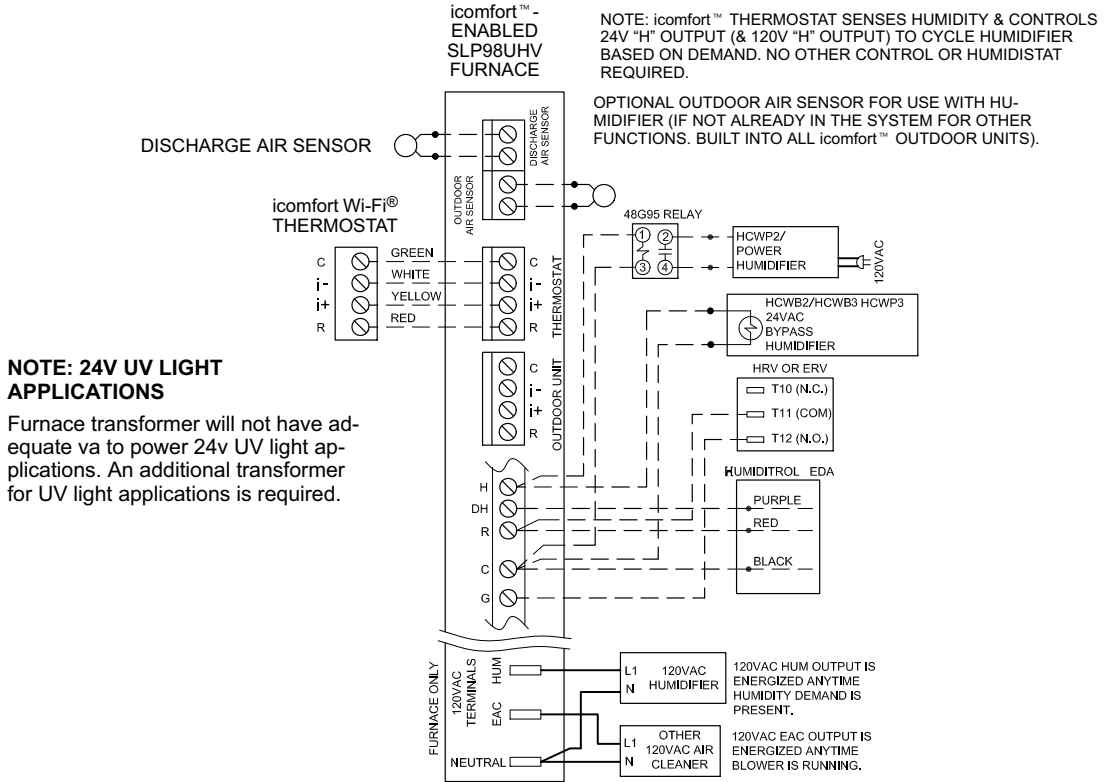 icomfort™-
ENABLED
SLP98UHV
FURNACE
NOTE: icomfort™ THERMOSTAT SENSES HUMIDITY & CONTROLS
24V “H” OUTPUT (& 120V “H” OUTPUT) TO CYCLE HUMIDIFIER
BASED ON DEMAND. NO OTHER CONTROL OR HUMIDISTAT
REQUIRED.
OPTIONAL OUTDOOR AIR SENSOR FOR USE WITH HU-
MIDIFIER (IF NOT ALREADY IN THE SYSTEM FOR OTHER
FUNCTIONS. BUILT INTO ALL icomfort™ OUTDOOR UNITS).
DISCHARGE AIR SENSOR
DISCHARGE
AIR SENSOR
OUTDOOR
AIR SENSOR
icomfort Wi-Fi®
THERMOSTAT
C
i-
i+
R
GREEN
WHITE
YELLOW
RED
C
i-
i+
R
THERMOSTAT
48G95 RELAY
1
2
3
4
HCWP2/
POWER
HUMIDIFIER
120VAC
HCWB2/HCWB3 HCWP3
24VAC
BYPASS
HUMIDIFIER
NOTE: 24V UV LIGHT
APPLICATIONS
Furnace transformer will not have ad-
equate va to power 24v UV light ap-
plications. An additional transformer
for UV light applications is required.
C
i-
i+
R
OUTDOOR UNIT
HRV OR ERV
T10 (N.C.)
T11 (COM)
T12 (N.O.)
H
DH
R
C
G
HUMIDITROL EDA
PURPLE
RED
BLACK
FURNACE ONLY
120VAC
TERMINALS
HUM
EAC
NEUTRAL
L1
N
120VAC
HUMIDIFIER
120VAC HUM OUTPUT IS
ENERGIZED ANYTIME
HUMIDITY DEMAND IS
PRESENT.
L1
N
OTHER
120VAC AIR
CLEANER
120VAC EAC OUTPUT IS
ENERGIZED ANYTIME
BLOWER IS RUNNING.